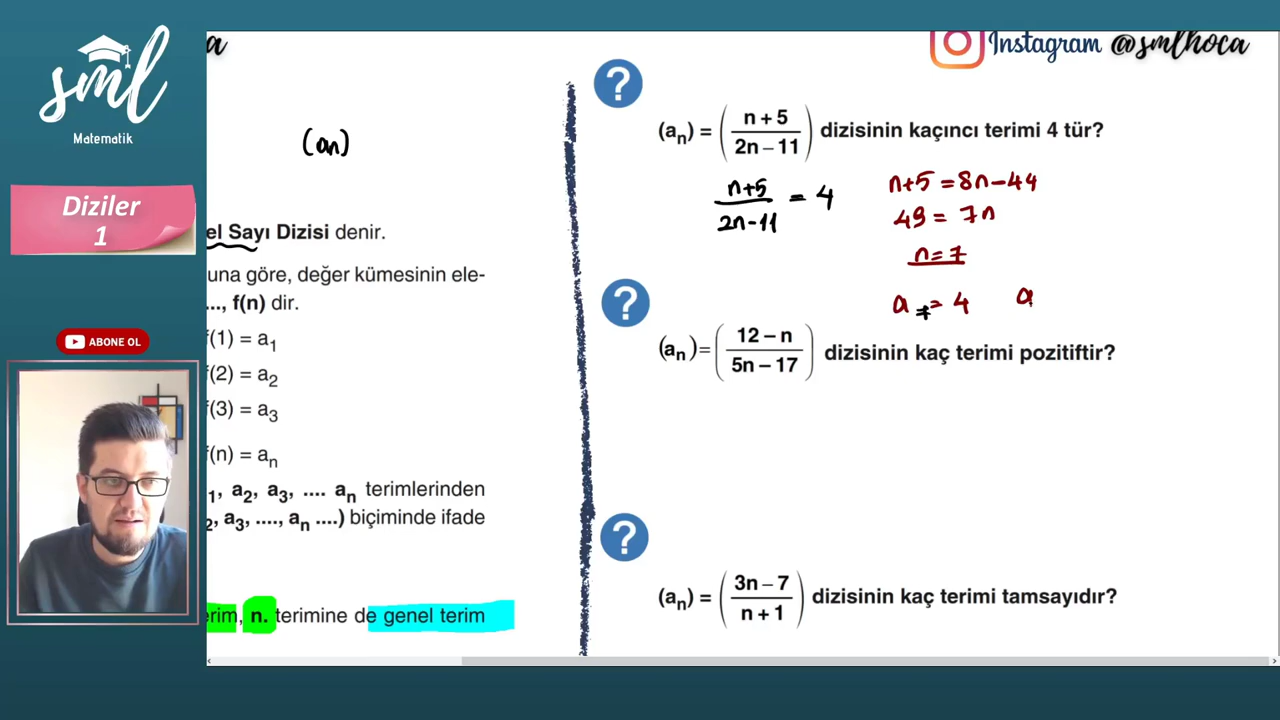 sml
Matematik
Diziler
1
ABONE OL
a
Instagram @smlhoca
(an)
el Sayı Dizisi denir.
una göre, değer kümesinin ele-
..., f(n) dir.
f(1) = a1
f(2) = a2
f(3) = a3
f(n) = an
1, a2, a3, .... an terimlerinden
2, a3, ...., an ....) biçiminde ifade
erim, n. terimine de genel terim
?
(an) = (n + 5 / 2n – 11) dizisinin kaçıncı terimi 4 tür?
n+5 / 2n-11 = 4
n+5 = 8n-44
49 = 7n
n=7
a7 = 4 a
?
(an) = (12 – n / 5n – 17) dizisinin kaç terimi pozitiftir?
?
(an) = (3n – 7 / n + 1) dizisinin kaç terimi tamsayıdır?